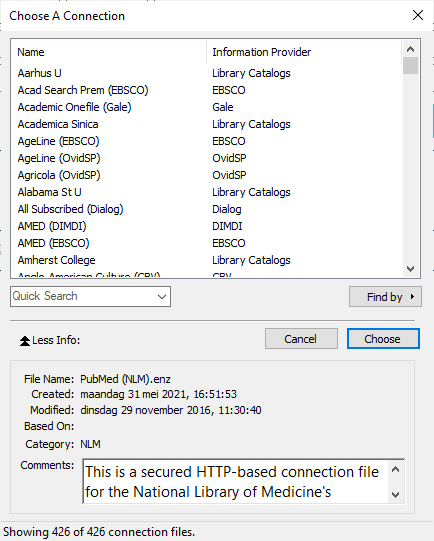 Choose A Connection
Name Information Provider
Aarhus U Library Catalogs
Acad Search Prem (EBSCO) EBSCO
Academic Onefile (Gale) Gale
Academica Sinica Library Catalogs
AgeLine (EBSCO) EBSCO
AgeLine (OvidSP) OvidSP
Agricola (OvidSP) OvidSP
Alabama St U Library Catalogs
All Subscribed (Dialog) Dialog
AMED (DIMDI) DIMDI
AMED (EBSCO) EBSCO
Amherst College Library Catalogs
Anglo-American Culture (CBV) CBV
Quick Search Find by
Less Info: Cancel Choose
File Name: PubMed (NLM).enz
Created: maandag 31 mei 2021, 16:51:53
Modified: dinsdag 29 november 2016, 11:30:40
Based On:
Category: NLM
Comments: This is a secured HTTP-based connection file
for the National Library of Medicine's
Showing 426 of 426 connection files.